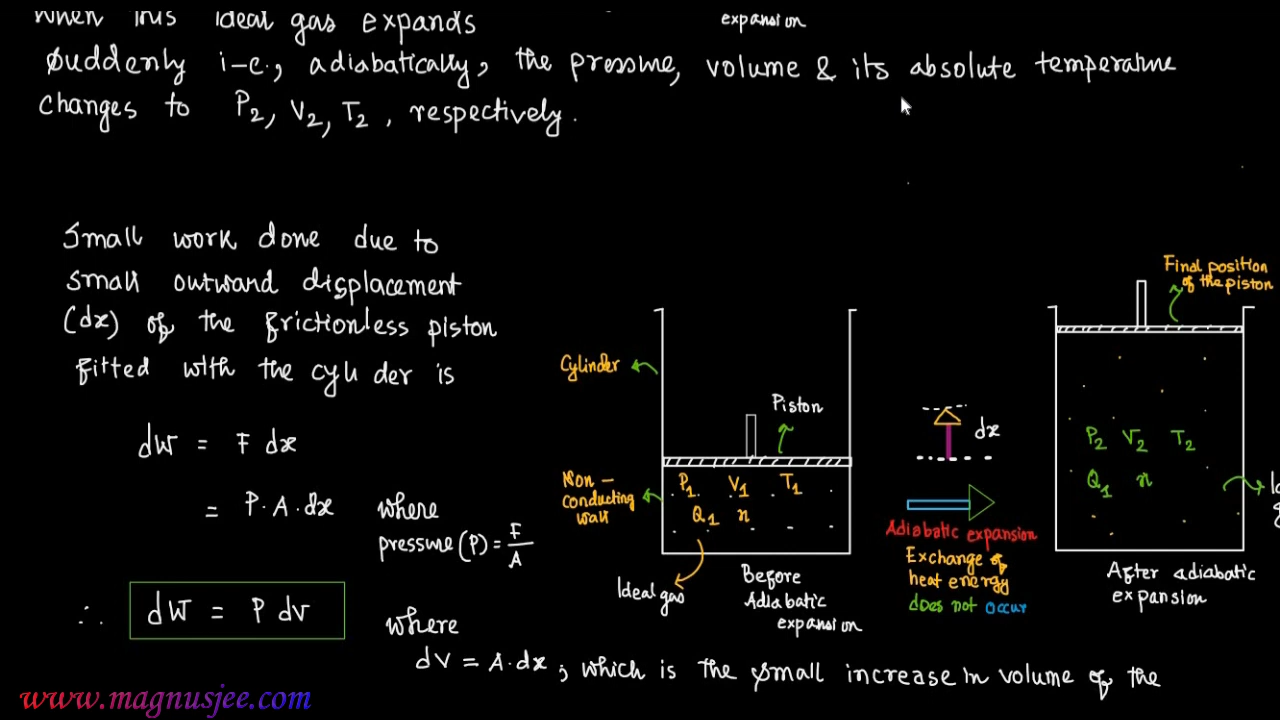 When this ideal gas expands
expansion
suddenly i-e., adiabatically, the pressure, volume & its absolute temperature
changes to P2, V2, T2, respectively.
Small work done due to
small outward displacement
(dx) of the frictionless piston
fitted with the cyli der is
dW = F dx
= P.A.dx where
pressure (P) = F/A
∴ dW = P dv where
dV = A.dx, which is the small increase in volume of the
Cylinder
Piston
Non-
conducting
wall
P1 V1 T1
Q1 n
Ideal gas
Before
Adiabatic
expansion
dx
Adiabatic expansion
Exchange of
heat energy
does not occur
Final position
of the piston
P2 V2 T2
Q1 n
After adiabatic
expansion
www.magnusjee.com